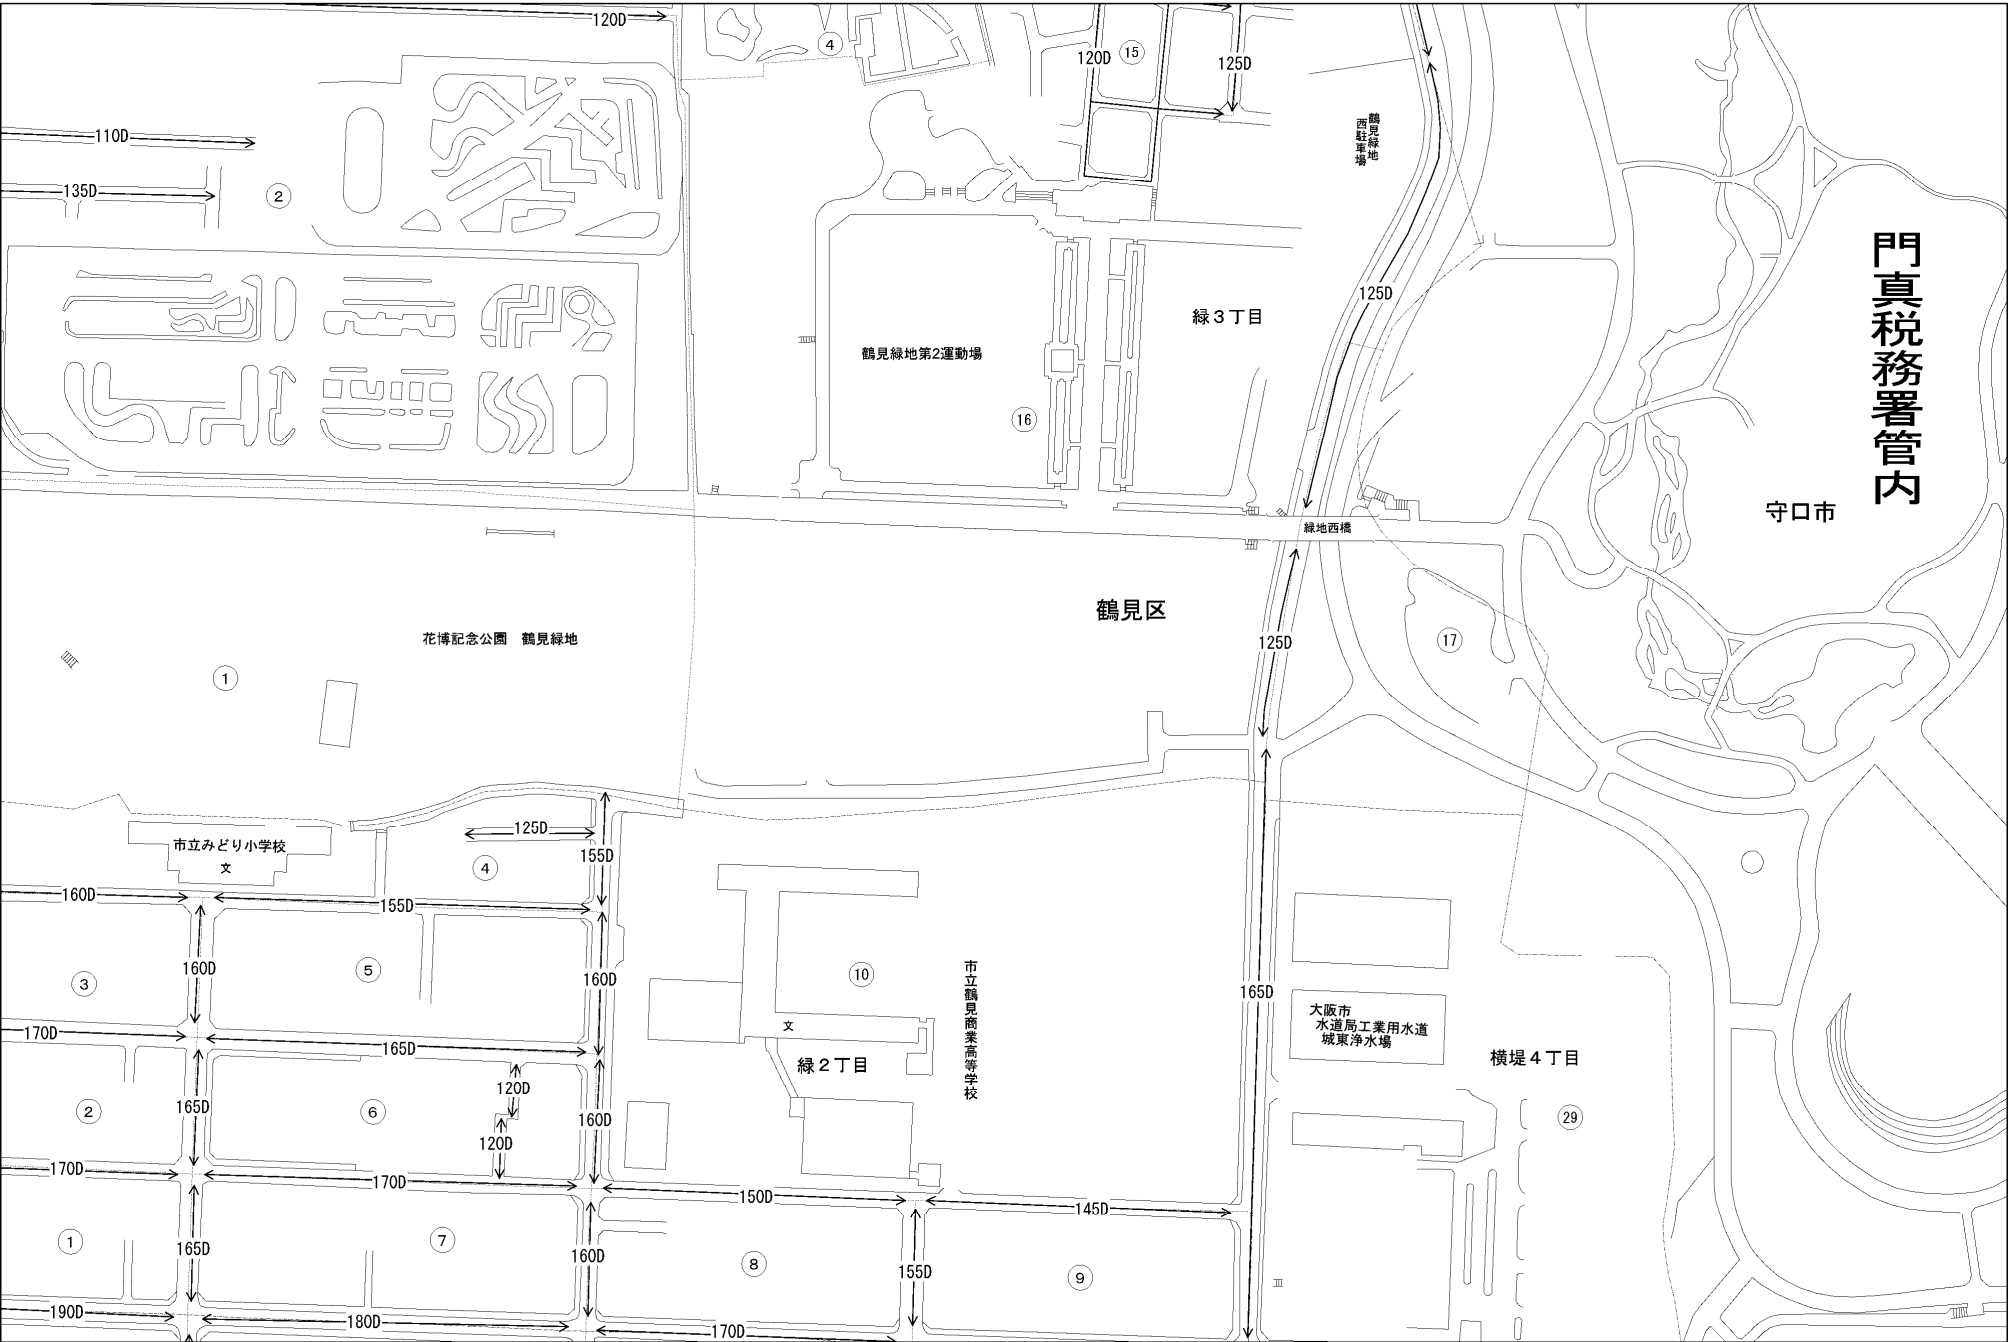 120D
④
120D
⑮
125D
110D
鶴見緑地
西駐車場
135D
②
門真税務署管内
125D
緑3丁目
鶴見緑地第2運動場
⑯
守口市
緑地西橋
鶴見区
花博記念公園　鶴見緑地
125D
⑰
①
125D
155D
市立みどり小学校
文
④
160D
155D
③
160D
⑤
160D
⑩
市立鶴見商業高等学校
165D
大阪市
水道局工業用水道
城東浄水場
文
170D
165D
緑2丁目
横堤4丁目
120D
②
165D
⑥
160D
㉙
120D
170D
170D
150D
145D
①
165D
⑦
160D
⑧
155D
⑨
190D
180D
170D